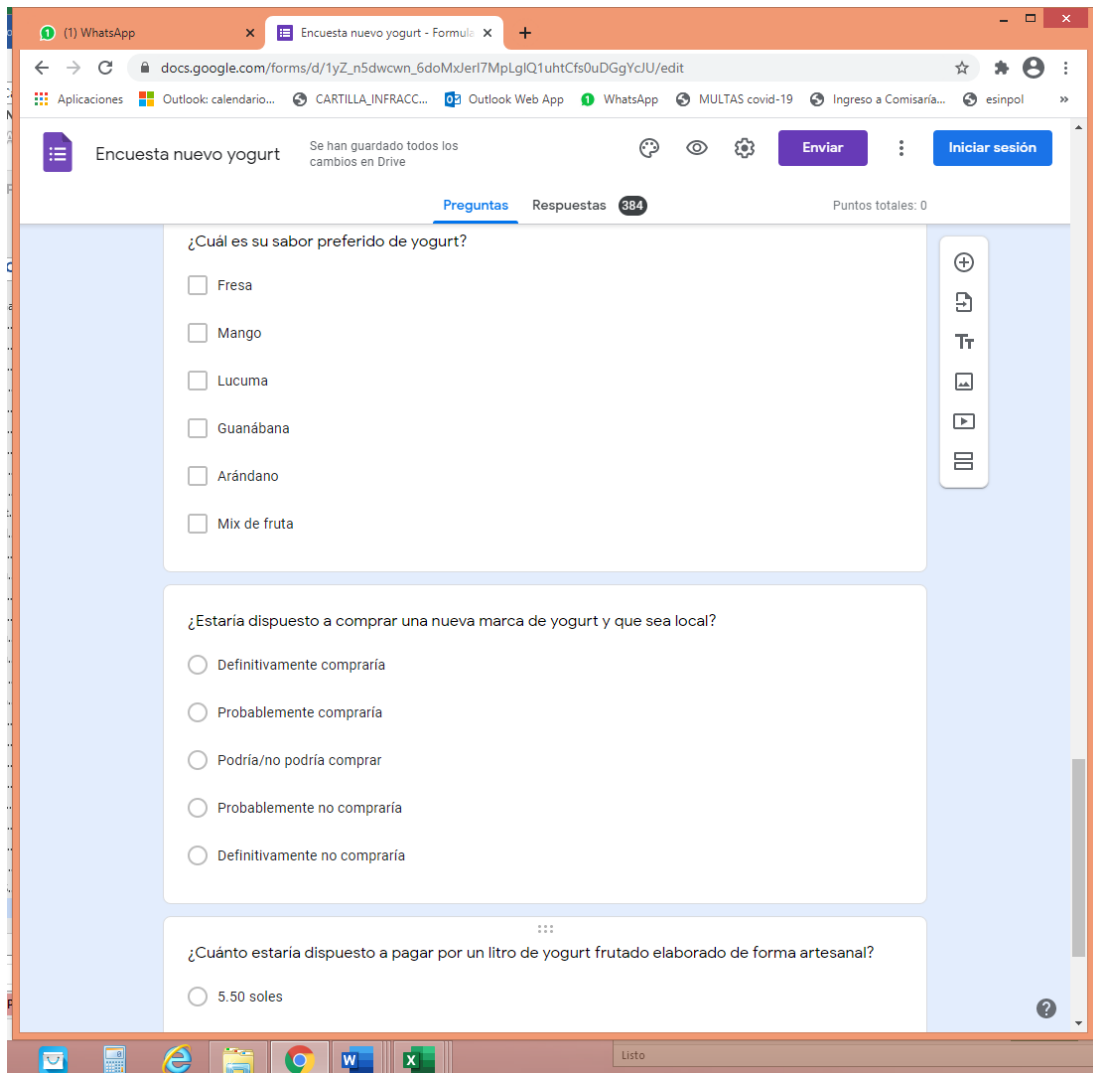 (1) WhatsApp
Encuesta nuevo yogurt - Formula
docs.google.com/forms/d/1yZ_n5dwcwn_6doMxJerI7MpLglQ1uhtCfs0uDGgYcJU/edit
Aplicaciones Outlook: calendario... CARTILLA_INFRACC... Outlook Web App WhatsApp MULTAS covid-19 Ingreso a Comisaría... esinpol »
Encuesta nuevo yogurt
Se han guardado todos los
cambios en Drive
Enviar
Iniciar sesión
Preguntas Respuestas 384 Puntos totales: 0
¿Cuál es su sabor preferido de yogurt?
Fresa
Mango
Lucuma
Guanábana
Arándano
Mix de fruta
¿Estaría dispuesto a comprar una nueva marca de yogurt y que sea local?
Definitivamente compraría
Probablemente compraría
Podría/no podría comprar
Probablemente no compraría
Definitivamente no compraría
¿Cuánto estaría dispuesto a pagar por un litro de yogurt frutado elaborado de forma artesanal?
5.50 soles
Listo